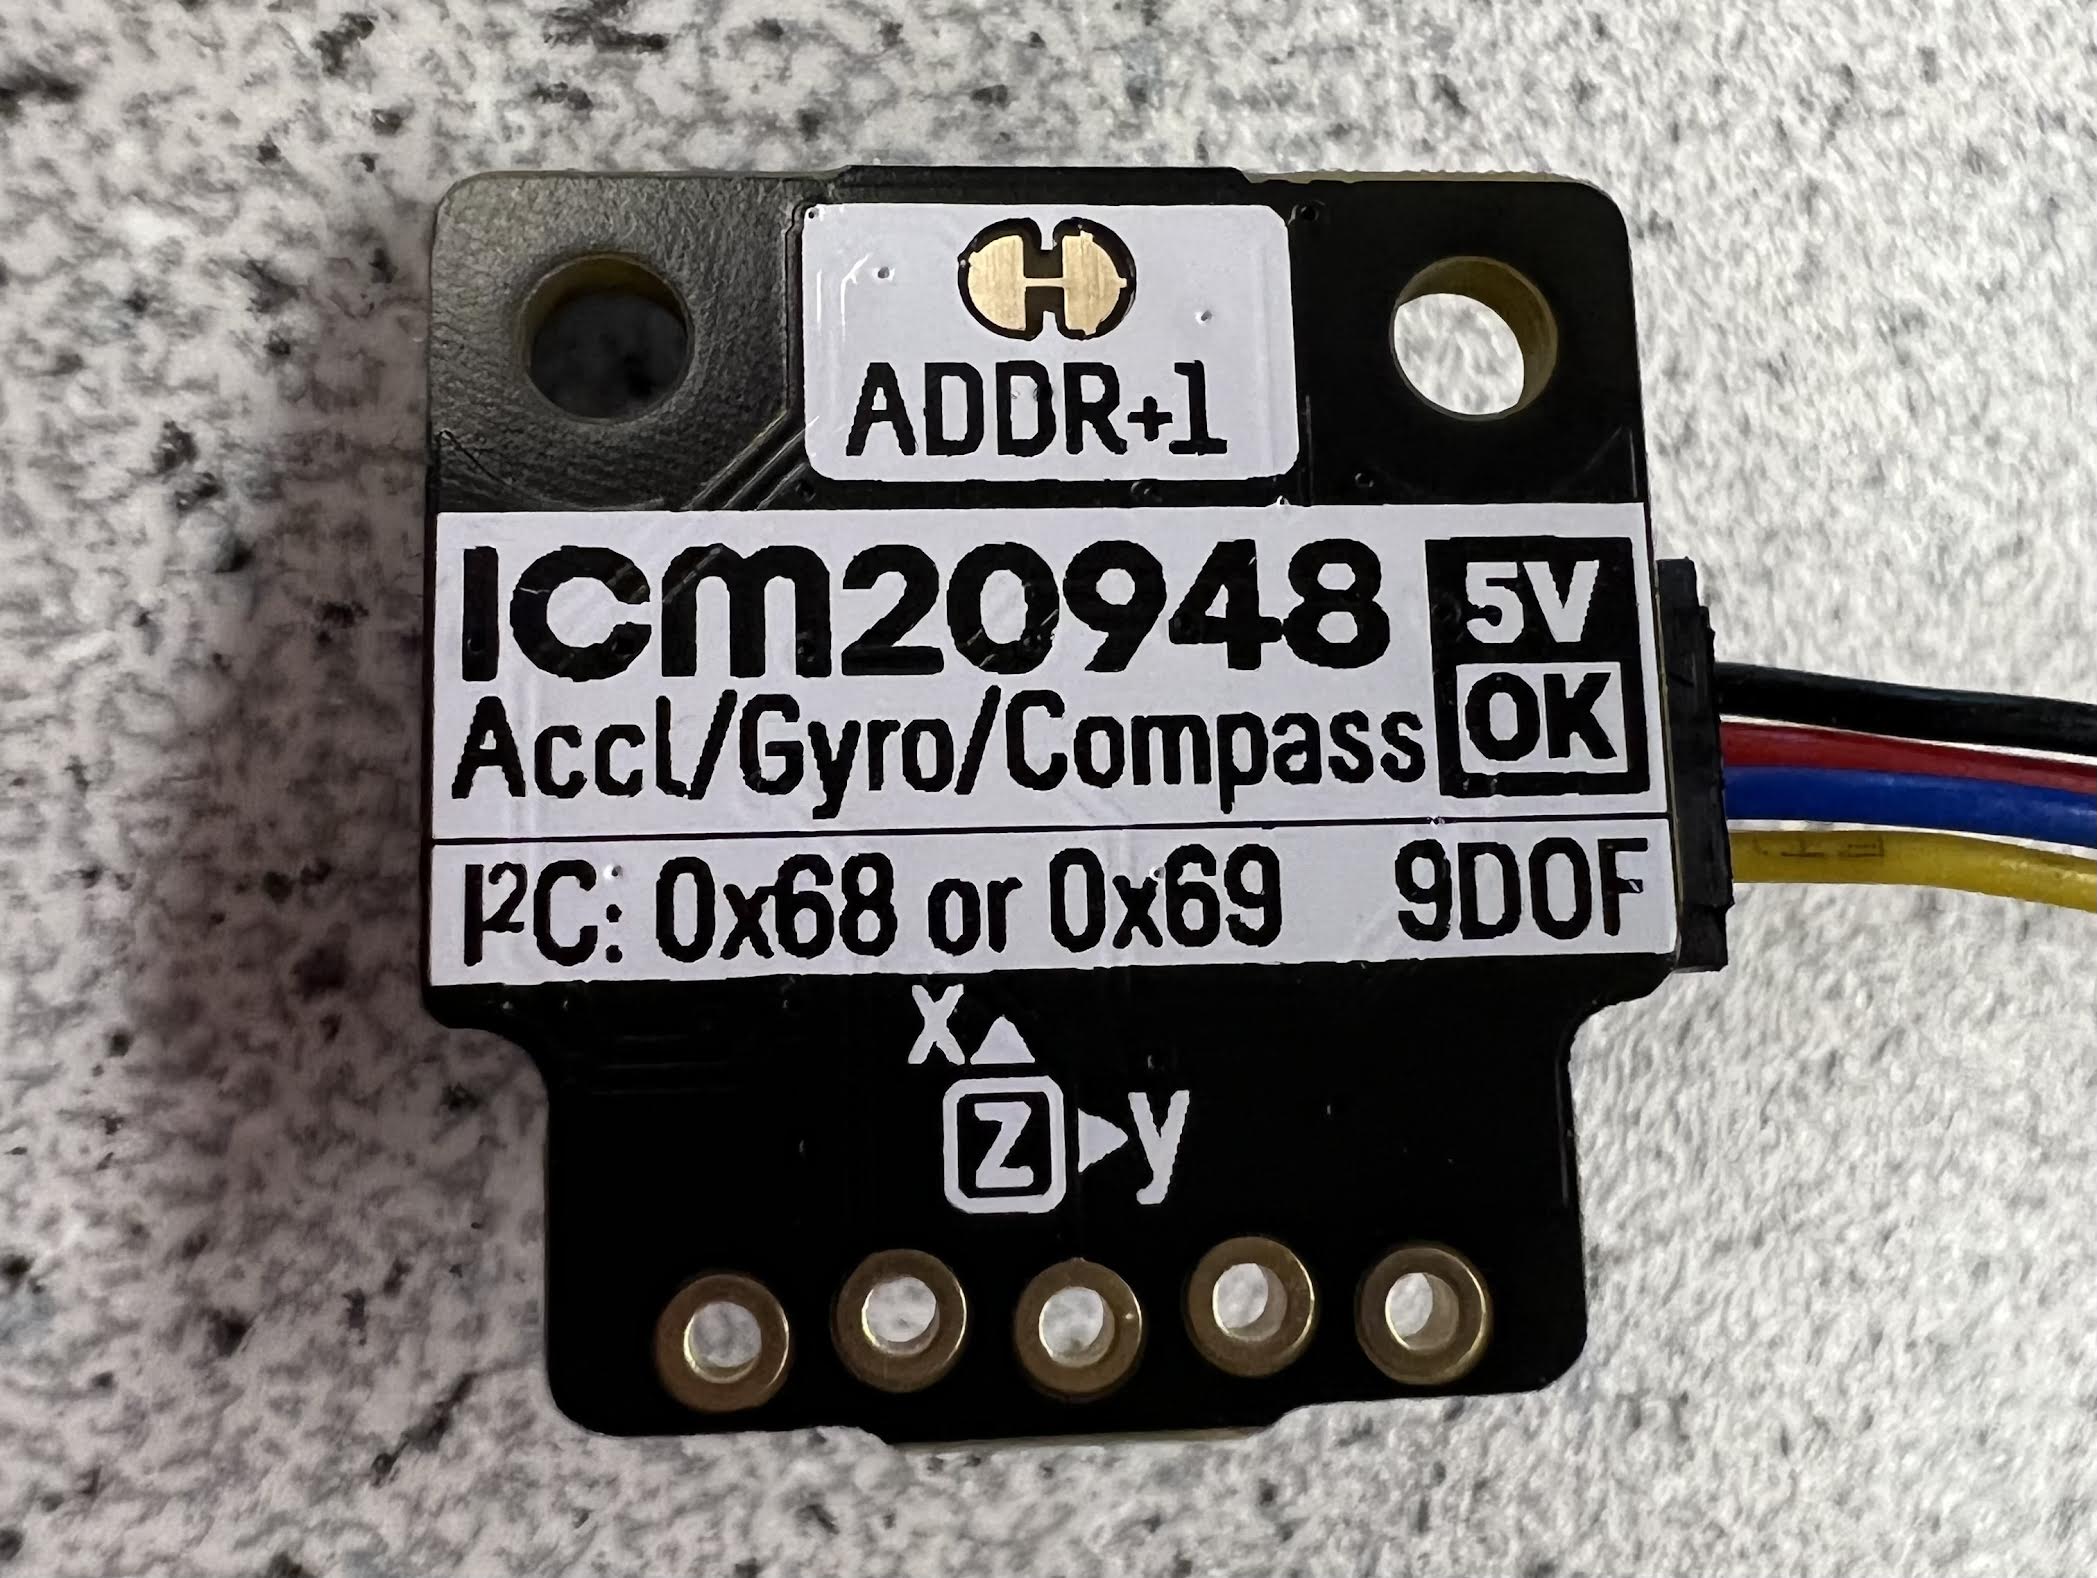 ADDR+1
ICM20948
5V
OK
Accl/Gyro/Compass
I²C: 0x68 or 0x69 9DOF
x
z y